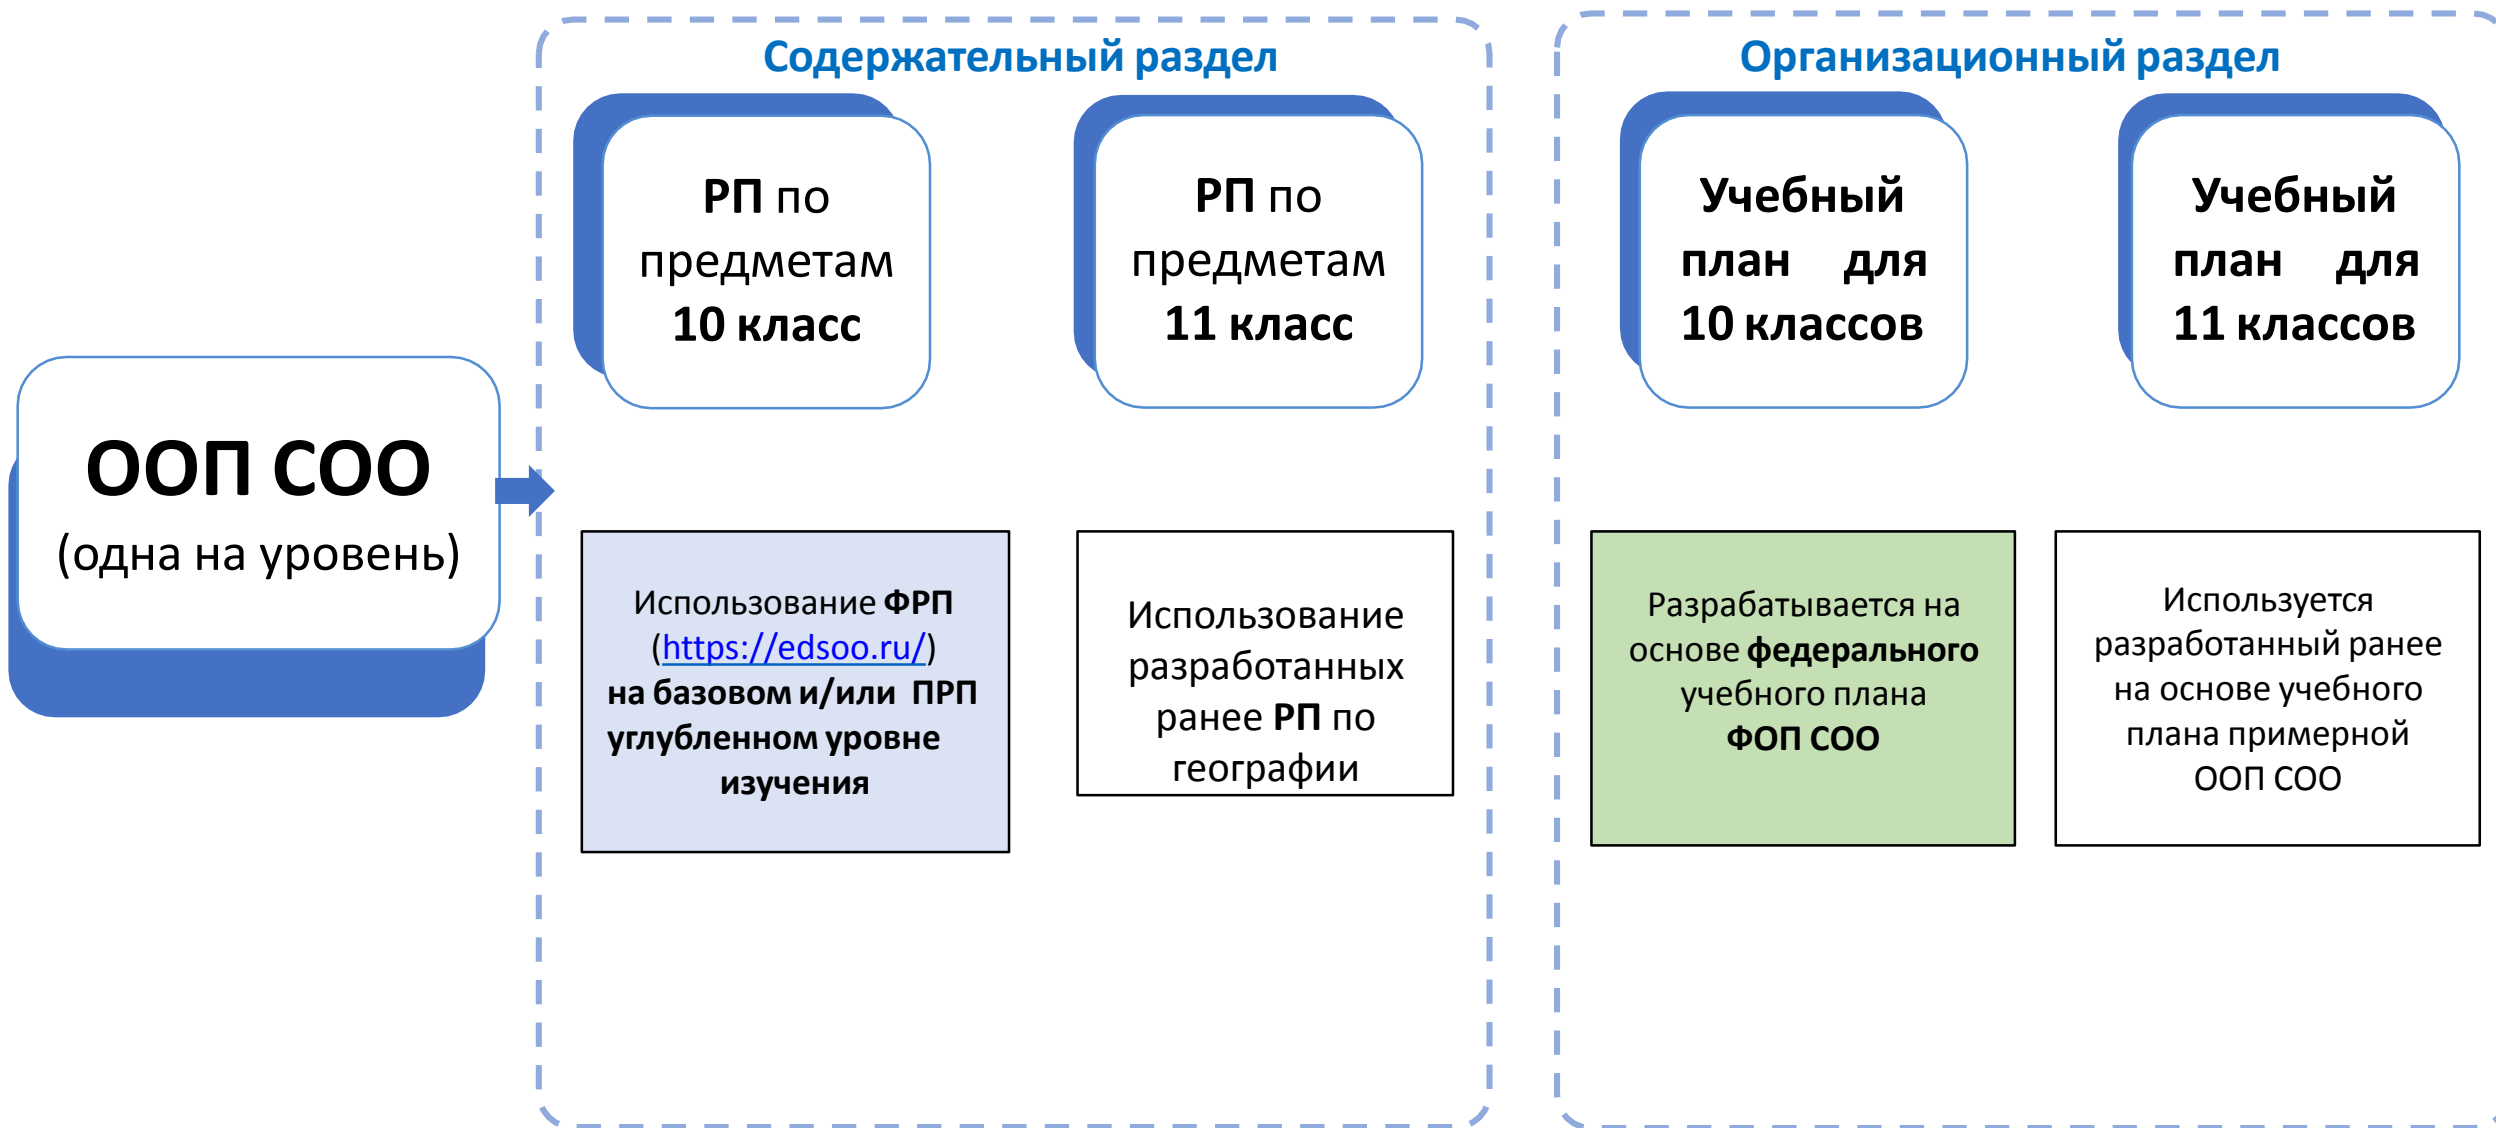 Содержательный раздел
РП по
предметам
10 класс
РП по
предметам
11 класс
Организационный раздел
Учебный
план для
10 классов
Учебный
план для
11 классов
ООП СОО
(одна на уровень)
Использование ФРП
(https://edsoo.ru/)
на базовом и/или ПРП
углубленном уровне
изучения
Использование
разработанных
ранее РП по
географии
Разрабатывается на
основе федерального
учебного плана
ФОП СОО
Используется
разработанный ранее
на основе учебного
плана примерной
ООП СОО